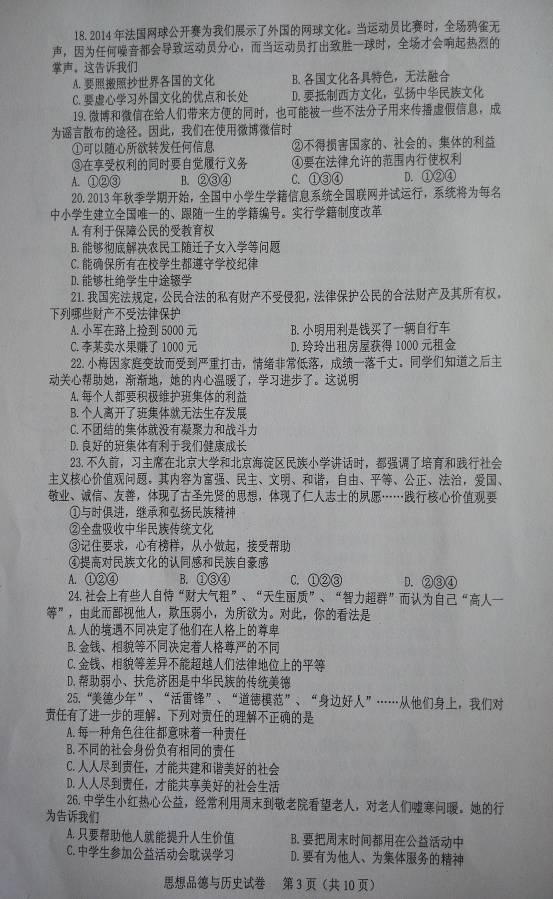 18.2014年法国网球公开赛为我们展示了外国的网球文化。当运动员比赛时，全场鸦雀无
声，因为任何噪音都会导致运动员分心，而当运动员打出致胜一球时，全场才会响起热烈的
掌声。这告诉我们
A.要照搬照抄世界各国的文化 B.各国文化各具特色，无法融合
C.要虚心学习外国文化的优点和长处 D.要抵制西方文化，弘扬中华民族文化
19.微博和微信在给人们带来方便的同时，也可能被一些不法分子用来传播虚假信息，成
为谣言散布的途径。因此，我们在使用微博微信时
①可以随心所欲转发任何信息 ②不得损害国家的、社会的、集体的利益
③在享受权利的同时要自觉履行义务 ④要在法律允许的范围内行使权利
A. ①②③ B. ②③④ C. ①③④ D. ①②④
20.2013年秋季学期开始，全国中小学生学籍信息系统全国联网并试运行，系统将为每名
中小学生建立全国唯一的、跟随一生的学籍编号。实行学籍制度改革
A.有利于保障公民的受教育权
B.能够彻底解决农民工随迁子女入学等问题
C.能确保所有在校学生都遵守学校纪律
D.能够杜绝学生中途辍学
21.我国宪法规定，公民合法的私有财产不受侵犯，法律保护公民的合法财产及其所有权。
下列哪些财产不受法律保护
A.小军在路上捡到5000元 B.小明用利是钱买了一辆自行车
C.李某卖水果赚了1000元 D.玲玲出租房屋获得1000元租金
22.小梅因家庭变故而受到严重打击，情绪非常低落，成绩一落千丈。同学们知道之后主
动关心帮助她，渐渐地，她的内心温暖了，学习进步了。这说明
A.每个人都要积极维护班集体的利益
B.个人离开了班集体就无法生存发展
C.不团结的集体就没有凝聚力和战斗力
D.良好的班集体有利于我们健康成长
23.不久前，习主席在北京大学和北京海淀区民族小学讲话时，都强调了培育和践行社会
主义核心价值观问题。其内容为富强、民主、文明、和谐，自由、平等、公正、法治，爱国、
敬业、诚信、友善，体现了古圣先贤的思想，体现了仁人志士的夙愿……践行核心价值观要
①与时俱进，继承和弘扬民族精神
②全盘吸收中华民族传统文化
③记住要求，心有榜样，从小做起，接受帮助
④提高对民族文化的认同感和民族自豪感
A. ①②④ B. ①③④ C. ①②③ D. ②③④
24.社会上有些人自恃“财大气粗”、“天生丽质”、“智力超群”而认为自己“高人一
等”，由此而鄙视他人，欺压弱小，为所欲为。对此，你的看法是
A.人的境遇不同决定了他们在人格上的尊卑
B.金钱、相貌等不同决定着人格尊严的不同
C.金钱、相貌等差异不能超越人们法律地位上的平等
D.帮助弱小、扶危济困是中华民族的传统美德
25.“美德少年”、“活雷锋”、“道德模范”、“身边好人”……从他们身上，我们对
责任有了进一步的理解。下列对责任的理解不正确的是
A.每一种角色往往都意味着一种责任
B.不同的社会身份负有相同的责任
C.人人尽到责任，才能共建和谐美好的社会
D.人人尽到责任，才能共享美好的社会生活
26.中学生小红热心公益，经常利用周末到敬老院看望老人，对老人们嘘寒问暖。她的行
为告诉我们
A.只要帮助他人就能提升人生价值 B.要把周末时间都用在公益活动中
C.中学生参加公益活动会耽误学习 D.要有为他人、为集体服务的精神
思想品德与历史试卷 第3页（共10页）